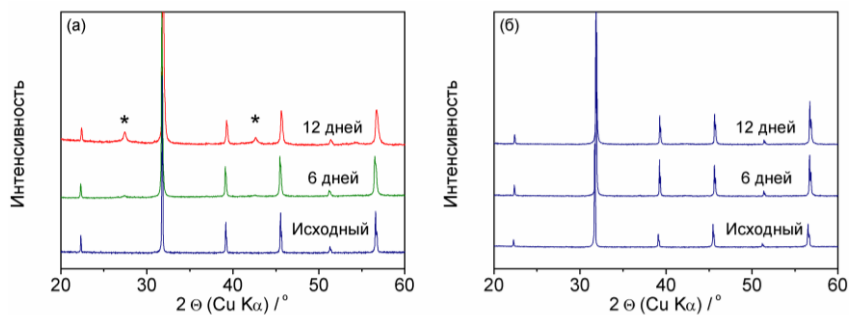 (а)
Интенсивность
*
*
12 дней
6 дней
Исходный
20
30
40
50
60
2 Θ (Cu Kα) / °
(б)
Интенсивность
12 дней
6 дней
Исходный
20
30
40
50
60
2 Θ (Cu Kα) / °